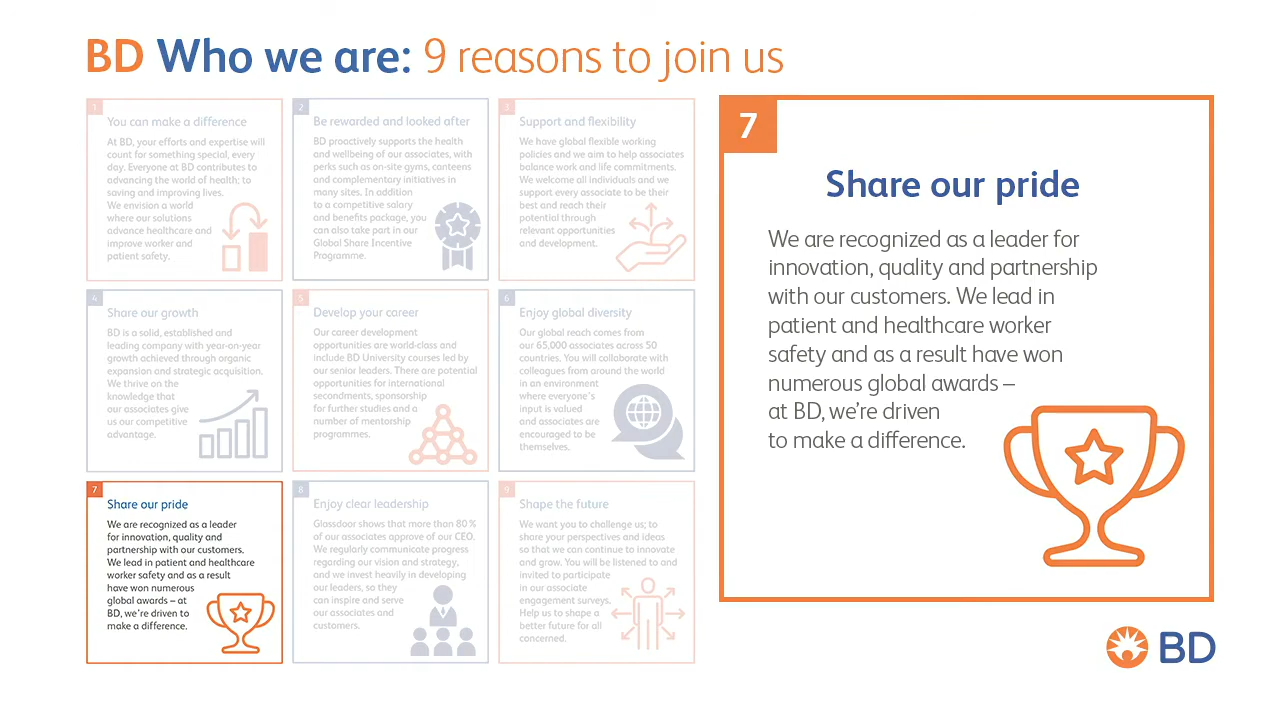 BD Who we are: 9 reasons to join us
1
You can make a difference
At BD, your efforts and expertise will
count for something special, every
day. Everyone at BD contributes to
advancing the world of health; to
saving and improving lives.
We envision a world
where our solutions
advance healthcare and
improve worker and
patient safety.
2
Be rewarded and looked after
BD proactively supports the health
and wellbeing of our associates, with
perks such as on-site gyms, canteens
and complementary initiatives in
many sites. In addition
to a competitive salary
and benefits package, you
can also take part in our
Global Share Incentive
Programme.
3
Support and flexibility
We have global flexible working
policies and we aim to help associates
balance work and life commitments.
We welcome all individuals and we
support every associate to be their
best and reach their
potential through
relevant opportunities
and development.
4
Share our growth
BD is a solid, established and
leading company with year-on-year
growth achieved through organic
expansion and strategic acquisition.
We thrive on the
knowledge that
our associates give
us our competitive
advantage.
5
Develop your career
Our career development
opportunities are world-class and
include BD University courses led by
our senior leaders. There are potential
opportunities for international
secondments, sponsorship
for further studies and a
number of mentorship
programmes.
6
Enjoy global diversity
Our global reach comes from
our 65,000 associates across 50
countries. You will collaborate with
colleagues from around the world
in an environment
where everyone's
input is valued
and associates are
encouraged to be
themselves.
7
Share our pride
We are recognized as a leader
for innovation, quality and
partnership with our customers.
We lead in patient and healthcare
worker safety and as a result
have won numerous
global awards – at
BD, we're driven to
make a difference.
8
Enjoy clear leadership
Glassdoor shows that more than 80%
of our associates approve of our CEO.
We regularly communicate progress
regarding our vision and strategy,
and we invest heavily in developing
our leaders, so they
can inspire and serve
our associates and
customers.
9
Shape the future
We want you to challenge us; to
share your perspectives and ideas
so that we can continue to innovate
and grow. You will be listened to and
invited to participate
in our associate
engagement surveys.
Help us to shape a
better future for all
concerned.
7
Share our pride
We are recognized as a leader for
innovation, quality and partnership
with our customers. We lead in
patient and healthcare worker
safety and as a result have won
numerous global awards –
at BD, we're driven
to make a difference.
BD